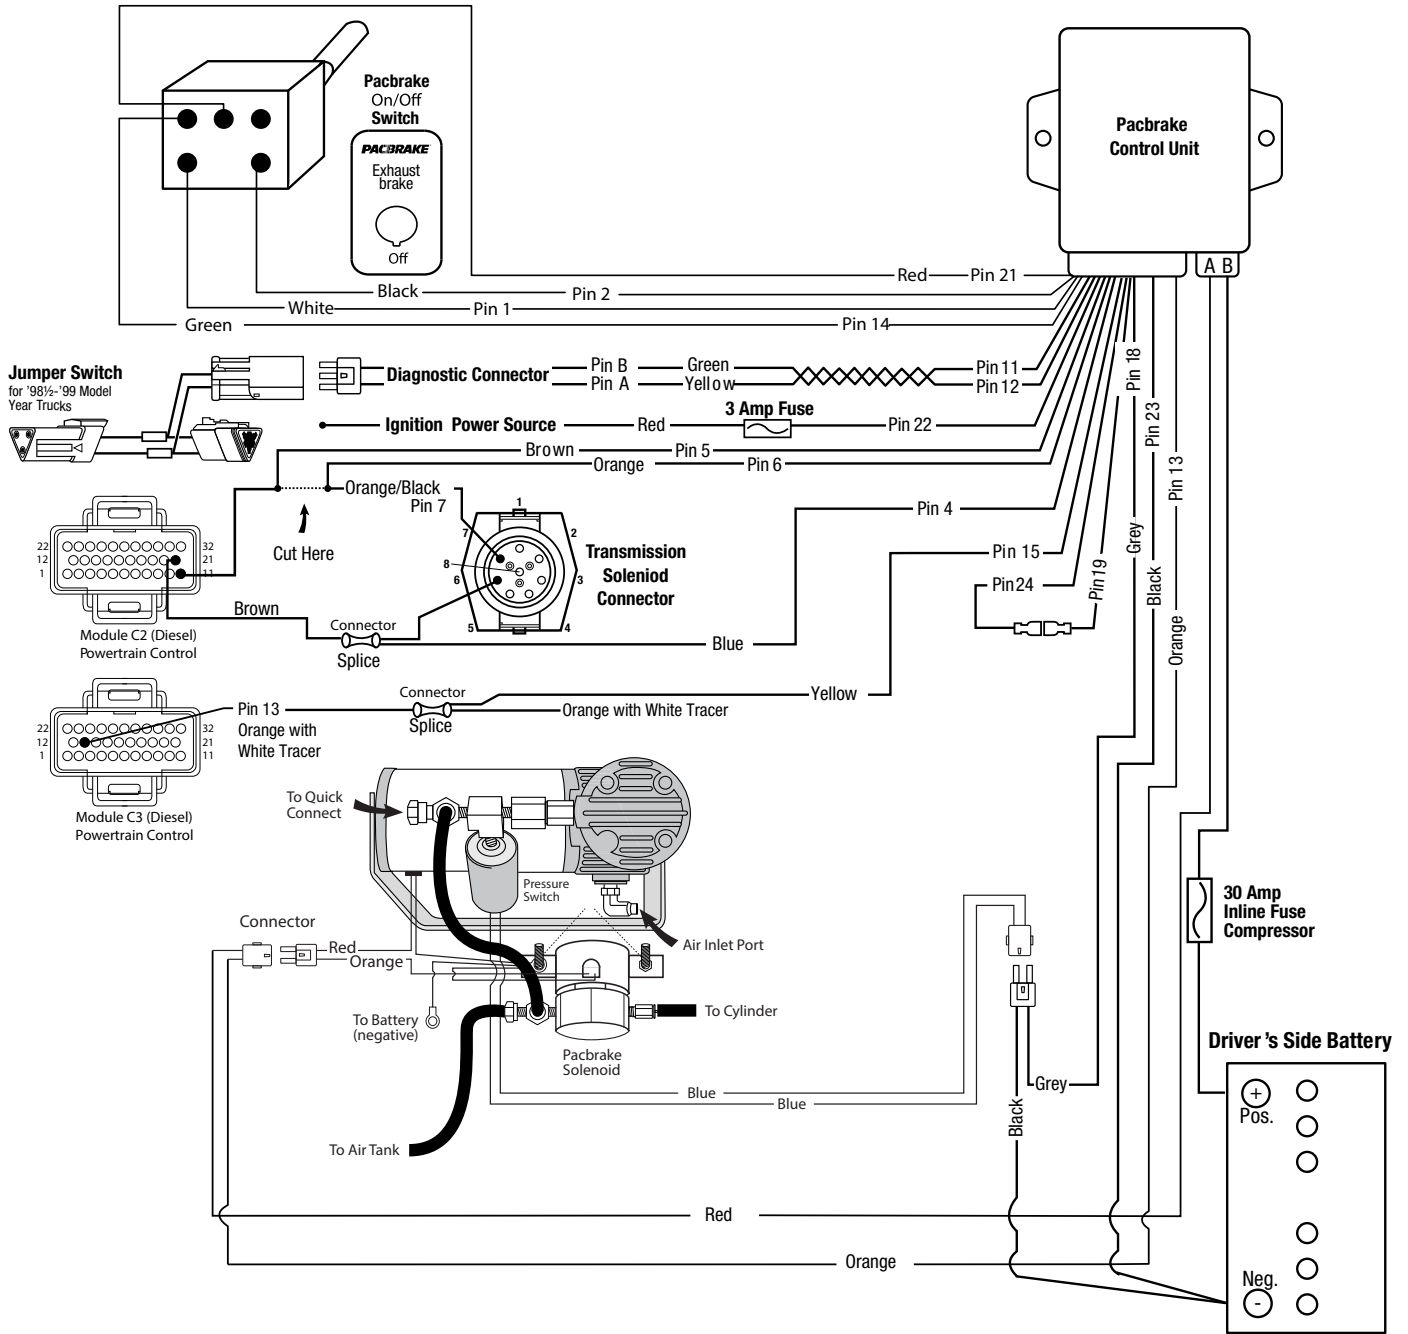 Pacbrake
On/Off
Switch
PACBRAKE
Exhaust
brake
Off
Pacbrake
Control Unit
A B
Red
Pin 21
Black
Pin 2
White
Pin 1
Green
Pin 14
Jumper Switch
for '98½-'99 Model
Year Trucks
Diagnostic Connector
Pin B
Green
Pin 11
Pin A
Yellow
Pin 12
3 Amp Fuse
Ignition Power Source
Red
Pin 22
Brown
Pin 5
Orange
Pin 6
Orange/Black
Pin 7
Cut Here
Pin 4
Pin 15
Pin 24
Pin19
Pin 18
Grey
Pin 23
Black
Pin 13
Orange
1
2
3
4
5
6
7
8
Transmission
Soleniod
Connector
22
32
12
21
1
11
Module C2 (Diesel)
Powertrain Control
Brown
Connector
Splice
Blue
22
32
12
21
1
11
Module C3 (Diesel)
Powertrain Control
Pin 13
Orange with
White Tracer
Connector
Splice
Yellow
Orange with White Tracer
To Quick
Connect
Pressure
Switch
Air Inlet Port
Connector
Red
Orange
To Battery
(negative)
To Cylinder
Pacbrake
Solenoid
To Air Tank
Blue
Blue
Black
Grey
30 Amp
Inline Fuse
Compressor
Driver's Side Battery
+
Pos.
Neg.
-
Red
Orange